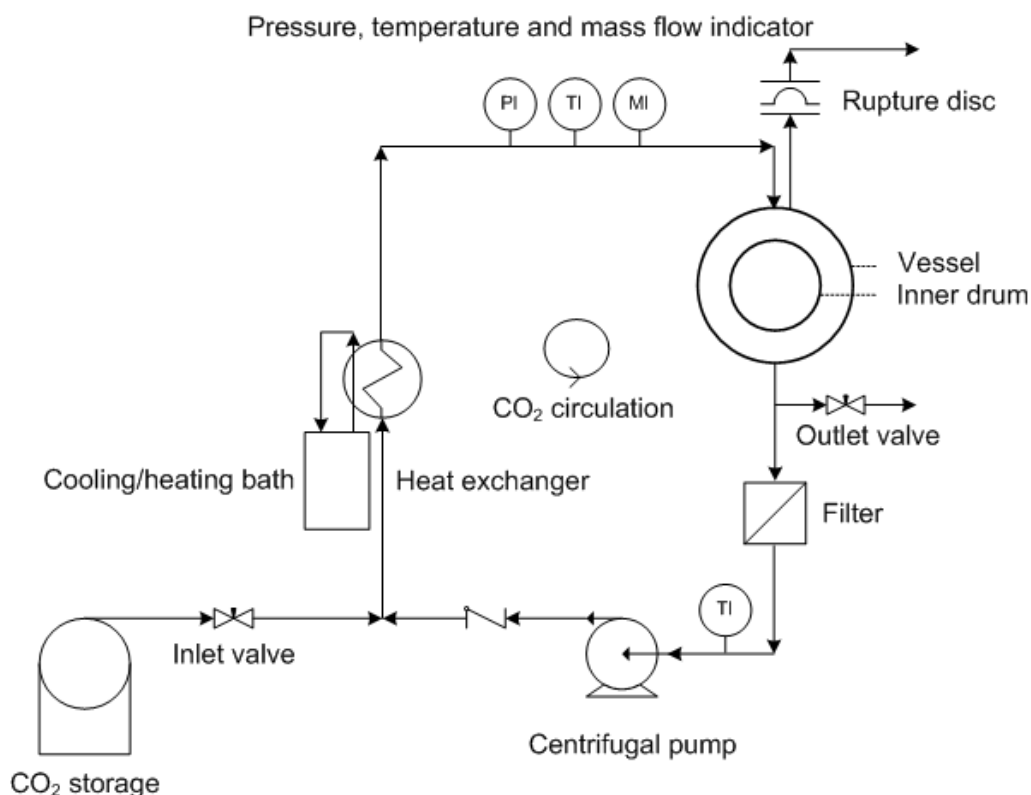 Pressure, temperature and mass flow indicator
PI
TI
MI
Rupture disc
Vessel
Inner drum
CO₂ circulation
Outlet valve
Cooling/heating bath
Heat exchanger
Filter
TI
Inlet valve
Centrifugal pump
CO₂ storage